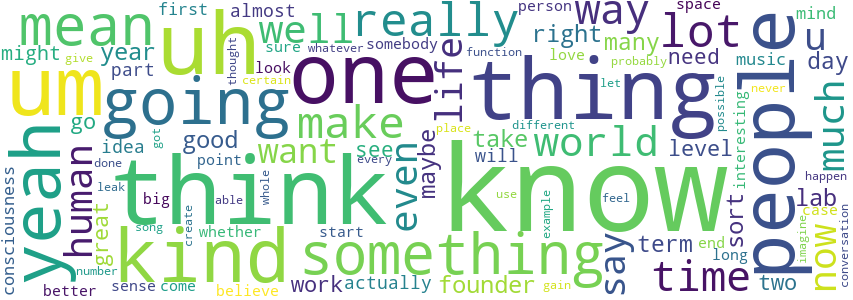 mean
might
year
first
almost
well
really
way
space
person
mind
many
lot
u
uh
sure
whatever
somebody
function
right
part
look
thought
give
certain
love
probably
need
music
day
um
going
one
life
thing
let
possible
never
people
much
go
yeah
human
idea
got
good
make
want
see
even
maybe
take
place
different
world
will
level
interesting
consciousness
done
point
every
think
know
happen
great
leak
big
able
whole
use
feel
lab
sort
song
create
kind
whether
start
something
example
say
term
end
long
case
now
imagine
conversation
number
better
sense
come
believe
work
actually
founder
gain
time
two